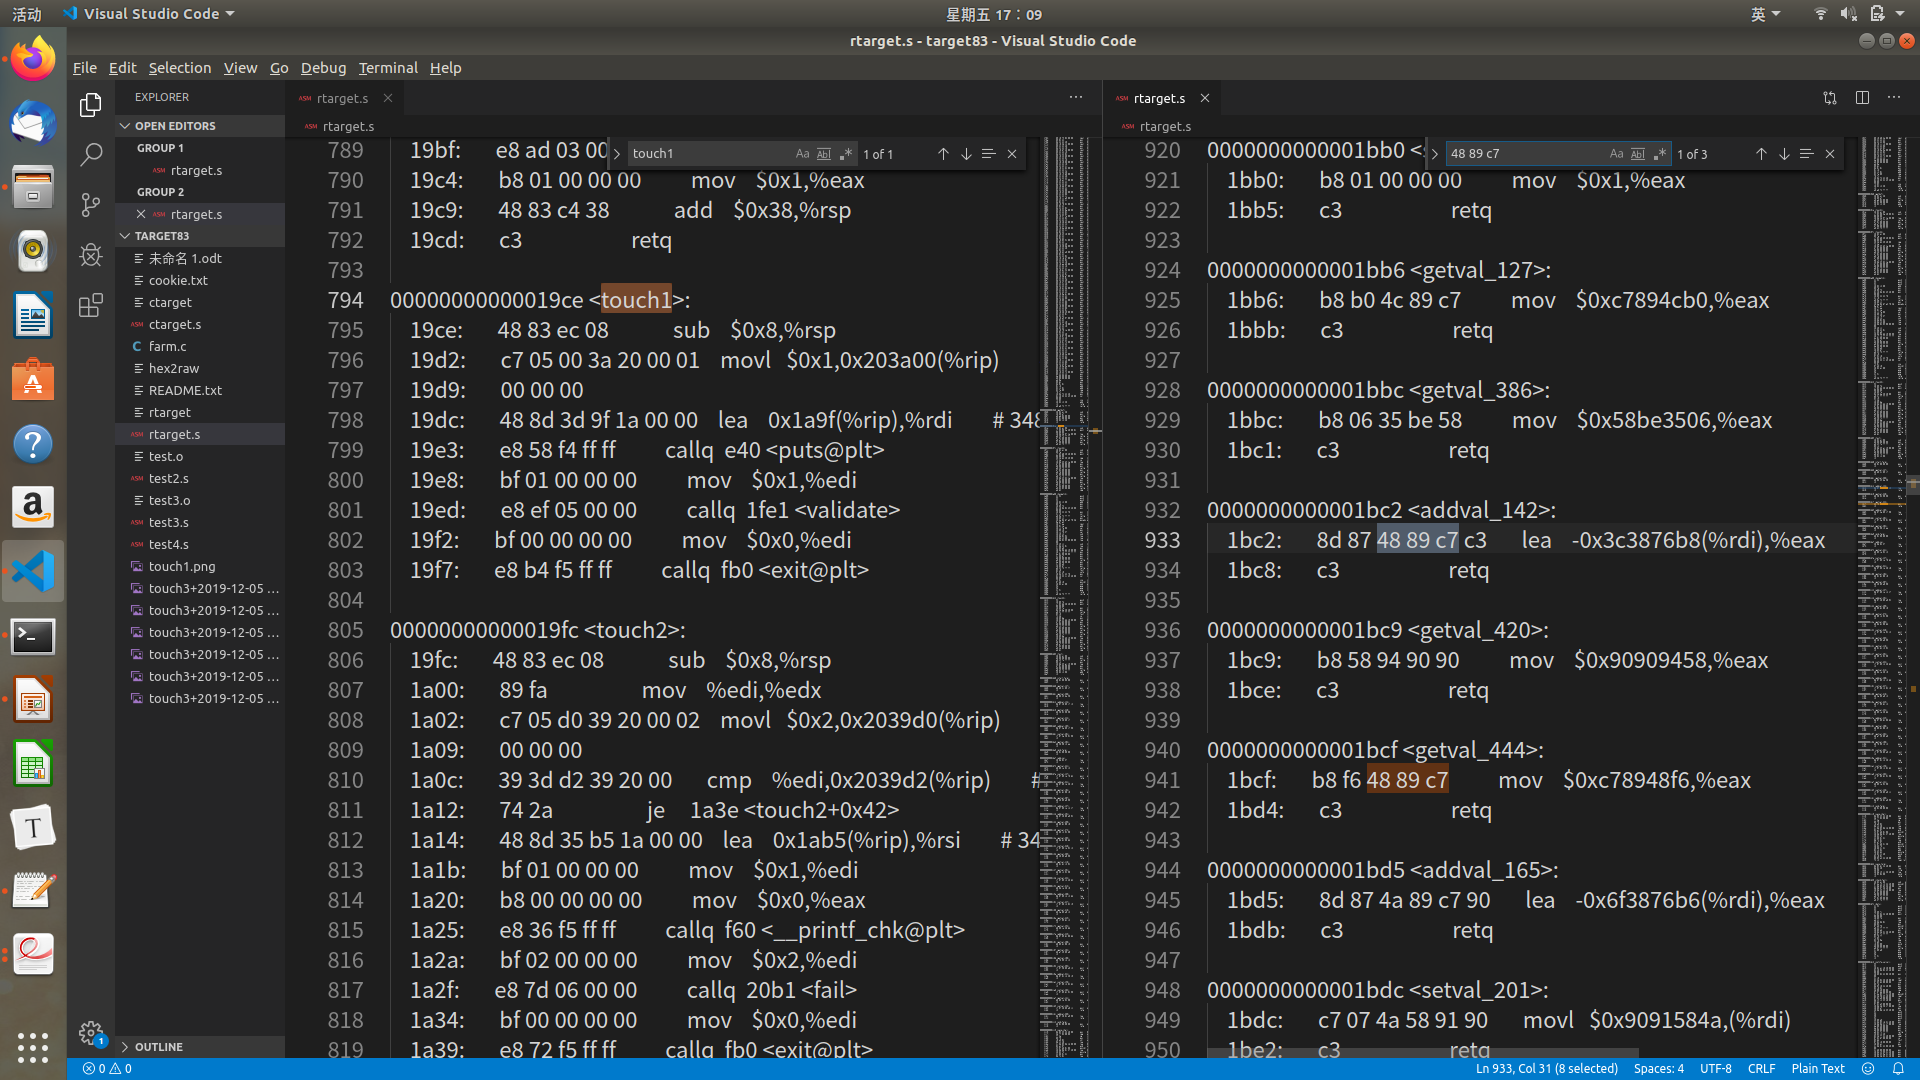 活动 Visual Studio Code 星期五 17：09 英
rtarget.s - target83 - Visual Studio Code
File Edit Selection View Go Debug Terminal Help
EXPLORER
OPEN EDITORS
GROUP 1
ASM rtarget.s
GROUP 2
ASM rtarget.s
TARGET83
未命名 1.odt
cookie.txt
ctarget
ASM ctarget.s
C farm.c
hex2raw
README.txt
rtarget
ASM rtarget.s
test.o
ASM test2.s
test3.o
ASM test3.s
ASM test4.s
touch1.png
touch3+2019-12-05 ...
touch3+2019-12-05 ...
touch3+2019-12-05 ...
touch3+2019-12-05 ...
touch3+2019-12-05 ...
touch3+2019-12-05 ...
OUTLINE
ASM rtarget.s
ASM rtarget.s
touch1 Aa Abl .* 1 of 1
789 19bf: e8 ad 03 00
790 19c4: b8 01 00 00 00 mov $0x1,%eax
791 19c9: 48 83 c4 38 add $0x38,%rsp
792 19cd: c3 retq
793
794 00000000000019ce <touch1>:
795 19ce: 48 83 ec 08 sub $0x8,%rsp
796 19d2: c7 05 00 3a 20 00 01 movl $0x1,0x203a00(%rip)
797 19d9: 00 00 00
798 19dc: 48 8d 3d 9f 1a 00 00 lea 0x1a9f(%rip),%rdi # 348
799 19e3: e8 58 f4 ff ff callq e40 <puts@plt>
800 19e8: bf 01 00 00 00 mov $0x1,%edi
801 19ed: e8 ef 05 00 00 callq 1fe1 <validate>
802 19f2: bf 00 00 00 00 mov $0x0,%edi
803 19f7: e8 b4 f5 ff ff callq fb0 <exit@plt>
804
805 00000000000019fc <touch2>:
806 19fc: 48 83 ec 08 sub $0x8,%rsp
807 1a00: 89 fa mov %edi,%edx
808 1a02: c7 05 d0 39 20 00 02 movl $0x2,0x2039d0(%rip)
809 1a09: 00 00 00
810 1a0c: 39 3d d2 39 20 00 cmp %edi,0x2039d2(%rip) #
811 1a12: 74 2a je 1a3e <touch2+0x42>
812 1a14: 48 8d 35 b5 1a 00 00 lea 0x1ab5(%rip),%rsi # 34
813 1a1b: bf 01 00 00 00 mov $0x1,%edi
814 1a20: b8 00 00 00 00 mov $0x0,%eax
815 1a25: e8 36 f5 ff ff callq f60 <__printf_chk@plt>
816 1a2a: bf 02 00 00 00 mov $0x2,%edi
817 1a2f: e8 7d 06 00 00 callq 20b1 <fail>
818 1a34: bf 00 00 00 00 mov $0x0,%edi
819 1a39: e8 72 f5 ff ff callq fb0 <exit@plt>
ASM rtarget.s
ASM rtarget.s
48 89 c7 Aa Abl .* 1 of 3
920 0000000000001bb0 <s
921 1bb0: b8 01 00 00 00 mov $0x1,%eax
922 1bb5: c3 retq
923
924 0000000000001bb6 <getval_127>:
925 1bb6: b8 b0 4c 89 c7 mov $0xc7894cb0,%eax
926 1bbb: c3 retq
927
928 0000000000001bbc <getval_386>:
929 1bbc: b8 06 35 be 58 mov $0x58be3506,%eax
930 1bc1: c3 retq
931
932 0000000000001bc2 <addval_142>:
933 1bc2: 8d 87 48 89 c7 c3 lea -0x3c3876b8(%rdi),%eax
934 1bc8: c3 retq
935
936 0000000000001bc9 <getval_420>:
937 1bc9: b8 58 94 90 90 mov $0x90909458,%eax
938 1bce: c3 retq
939
940 0000000000001bcf <getval_444>:
941 1bcf: b8 f6 48 89 c7 mov $0xc78948f6,%eax
942 1bd4: c3 retq
943
944 0000000000001bd5 <addval_165>:
945 1bd5: 8d 87 4a 89 c7 90 lea -0x6f3876b6(%rdi),%eax
946 1bdb: c3 retq
947
948 0000000000001bdc <setval_201>:
949 1bdc: c7 07 4a 58 91 90 movl $0x9091584a,(%rdi)
950 1be2: c3 retq
0 0 Ln 933, Col 31 (8 selected) Spaces: 4 UTF-8 CRLF Plain Text